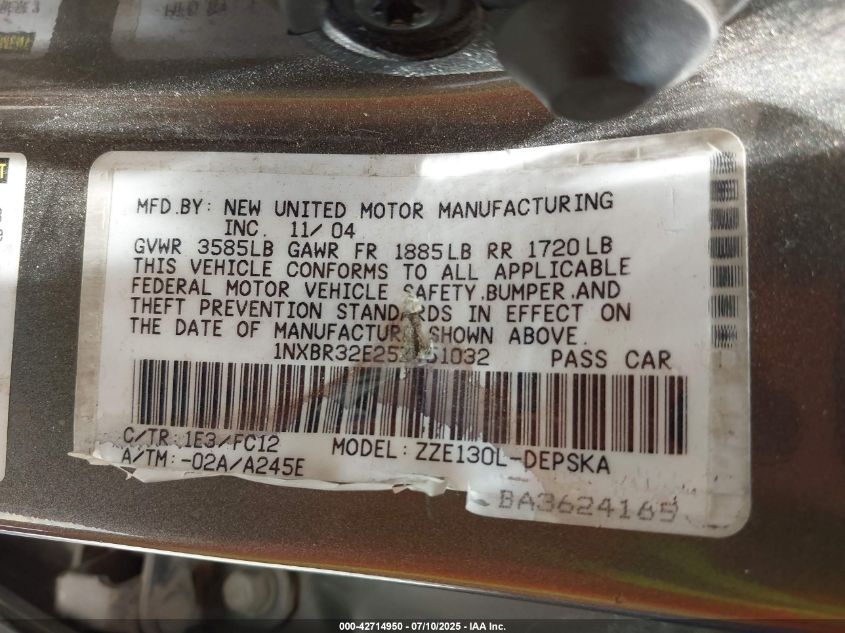 MFD.BY: NEW UNITED MOTOR MANUFACTURING
INC. 11/04
GVWR 3585LB GAWR FR 1885LB RR 1720LB
THIS VEHICLE CONFORMS TO ALL APPLICABLE
FEDERAL MOTOR VEHICLE SAFETY,BUMPER,AND
THEFT PREVENTION STANDARDS IN EFFECT ON
THE DATE OF MANUFACTURE SHOWN ABOVE.
PASS CAR
C/TR:1E3/FC12
A/TM:-02A/A245E
MODEL: ZZE130L-DEPSKA
BA3624165
000-42714950 - 07/10/2025 - IAA Inc.